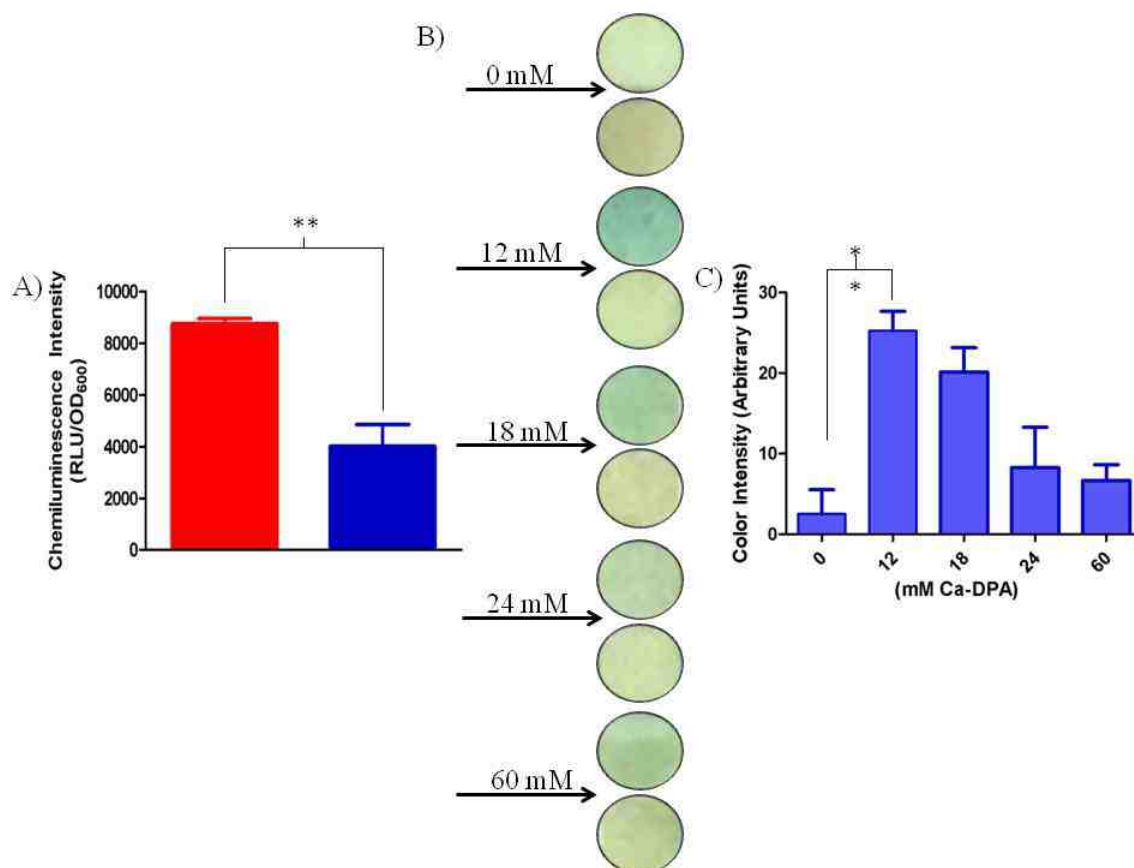 A)
Chemiluminescence Intensity
(RLU/OD600)
10000
8000
6000
4000
2000
0
**
B)
0 mM
12 mM
18 mM
24 mM
60 mM
C)
Color Intensity (Arbitrary Units)
30
20
10
0
*
*
0 12 18 24 60
(mM Ca-DPA)